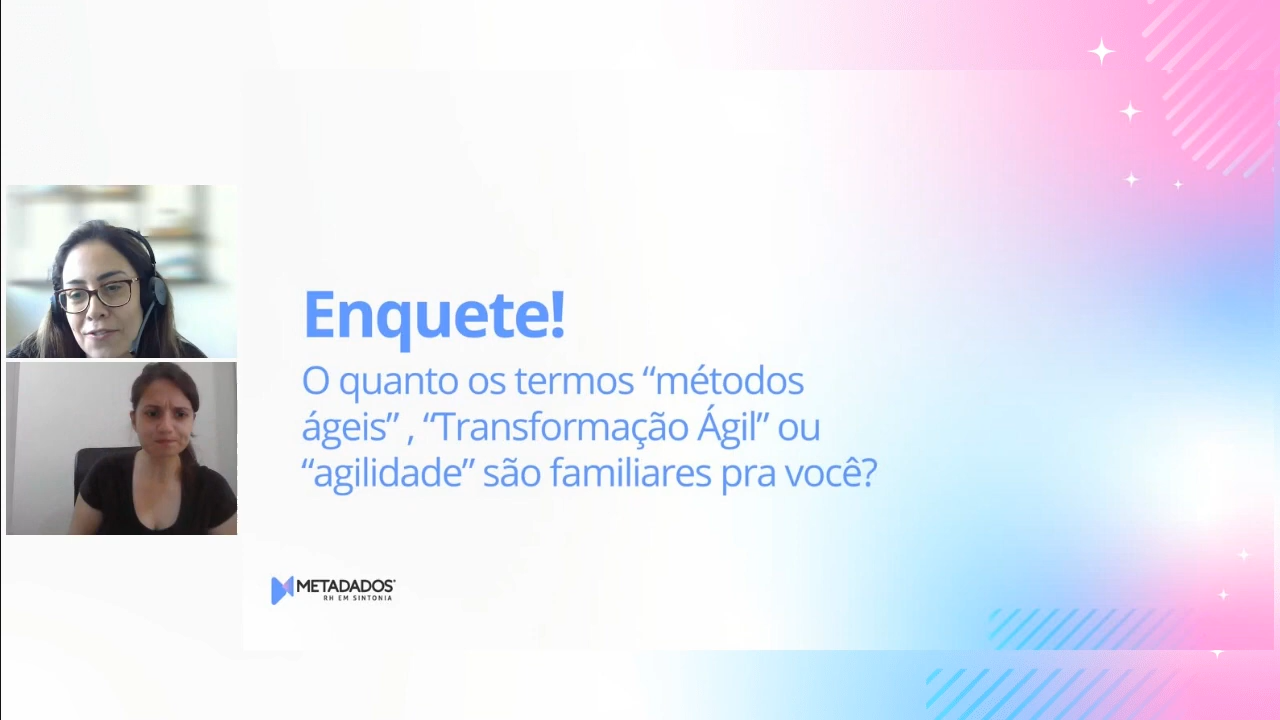 Enquete!
O quanto os termos “métodos
ágeis” , “Transformação Ágil” ou
“agilidade” são familiares pra você?
METADADOS®
RH EM SINTONIA